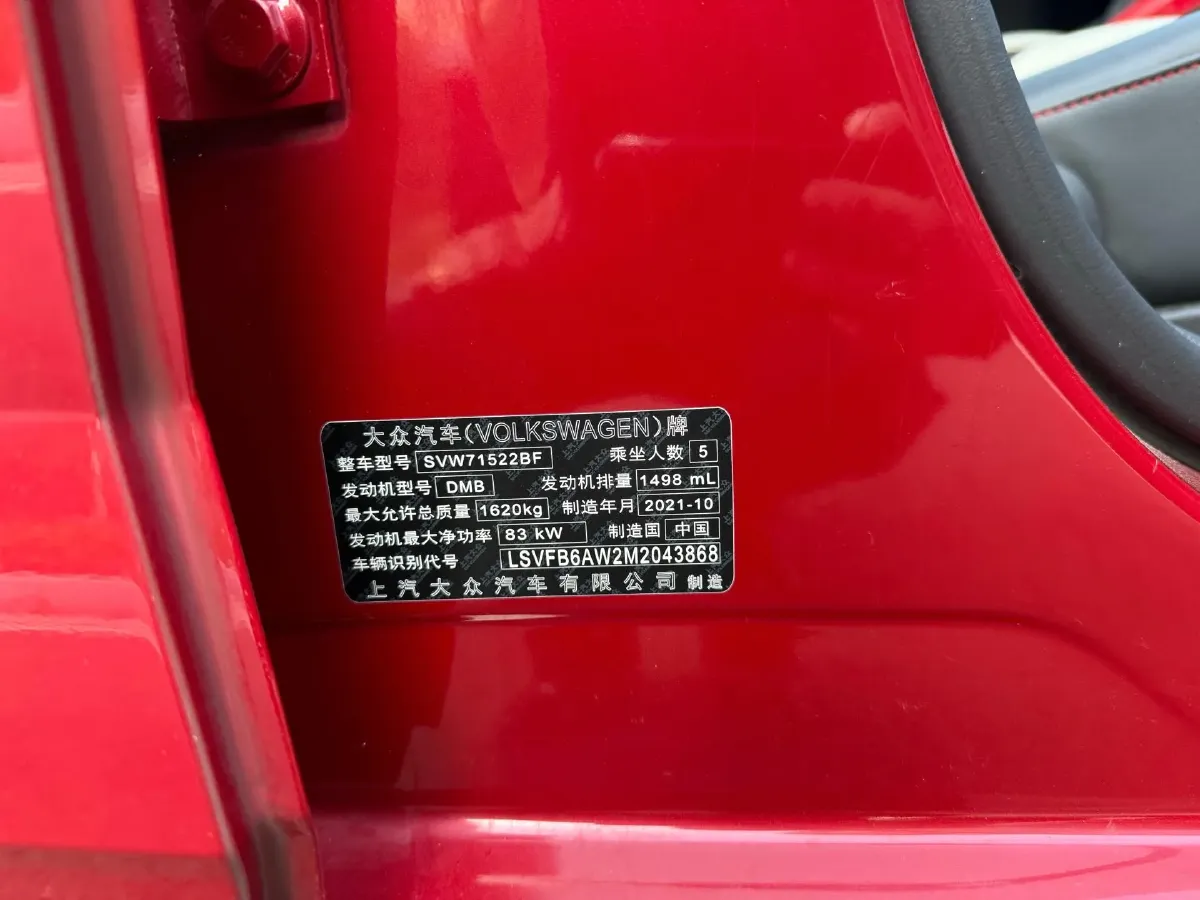 大众汽车(VOLKSWAGEN)牌
整车型号 SVW71522BF 乘坐人数 5
发动机型号 DMB 发动机排量 1498 mL
最大允许总质量 1620kg 制造年月 2021-10
发动机最大净功率 83 kW 制造国 中国
车辆识别代号 LSVFB6AW2M2043868
上汽大众汽车有限公司 制造